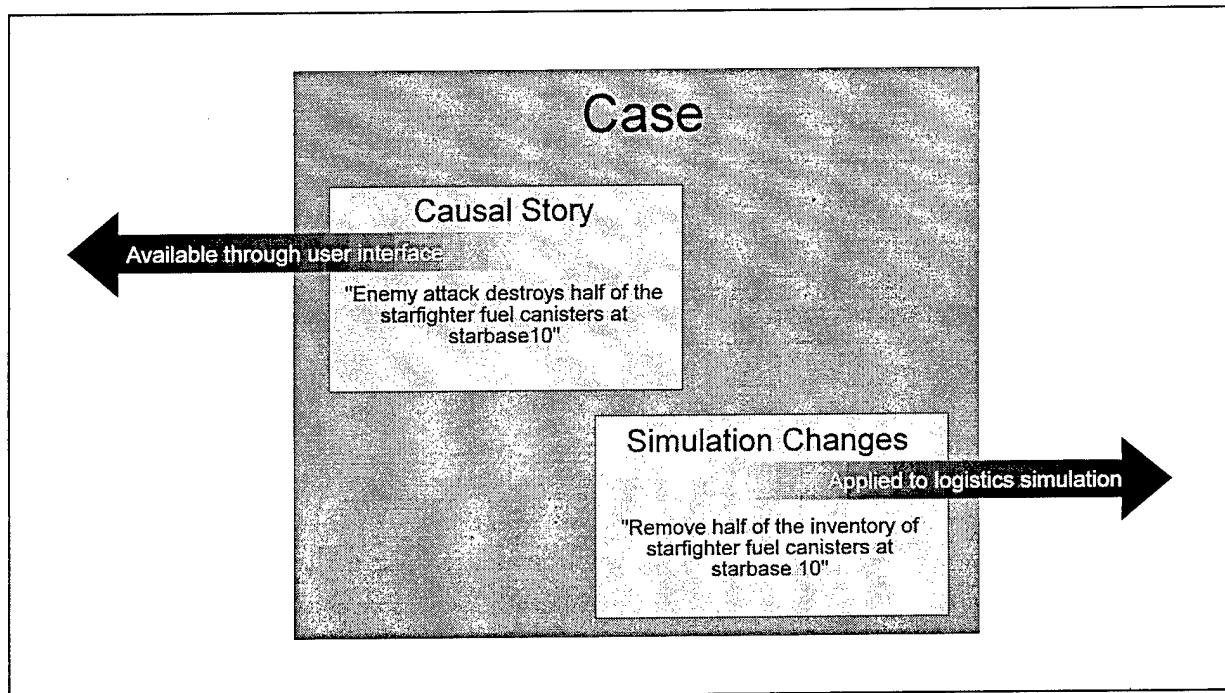 Case
Causal Story
Available through user interface
"Enemy attack destroys half of the
starfighter fuel canisters at
starbase10"
Simulation Changes
Applied to logistics simulation
"Remove half of the inventory of
starfighter fuel canisters at
starbase 10"